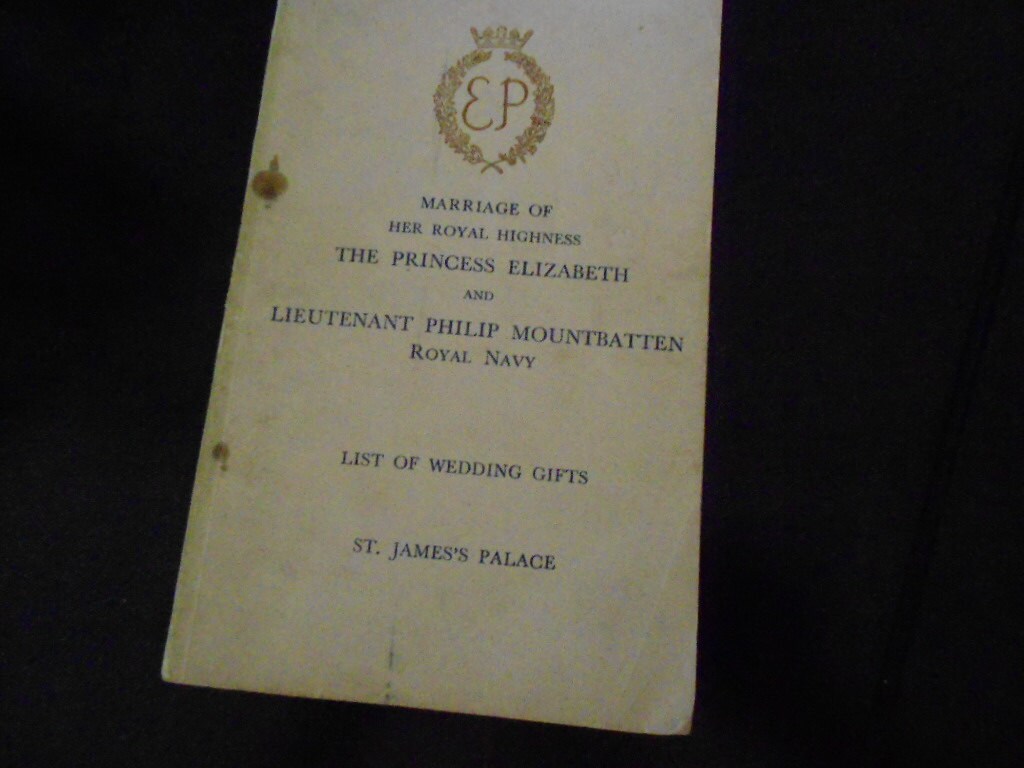 EP
MARRIAGE OF
HER ROYAL HIGHNESS
THE PRINCESS ELIZABETH
AND
LIEUTENANT PHILIP MOUNTBATTEN
ROYAL NAVY
LIST OF WEDDING GIFTS
ST. JAMES'S PALACE